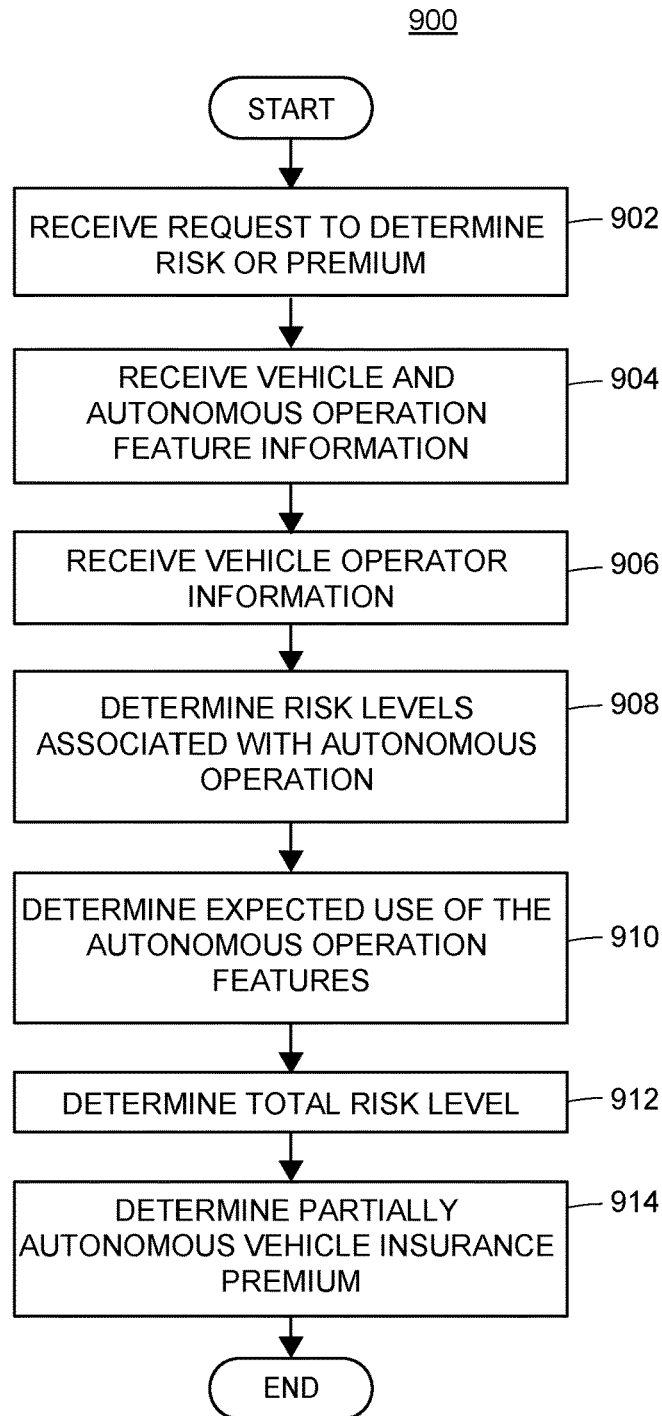 900
START
RECEIVE REQUEST TO DETERMINE
RISK OR PREMIUM
902
RECEIVE VEHICLE AND
AUTONOMOUS OPERATION
FEATURE INFORMATION
904
RECEIVE VEHICLE OPERATOR
INFORMATION
906
DETERMINE RISK LEVELS
ASSOCIATED WITH AUTONOMOUS
OPERATION
908
DETERMINE EXPECTED USE OF THE
AUTONOMOUS OPERATION
FEATURES
910
DETERMINE TOTAL RISK LEVEL
912
DETERMINE PARTIALLY
AUTONOMOUS VEHICLE INSURANCE
PREMIUM
914
END